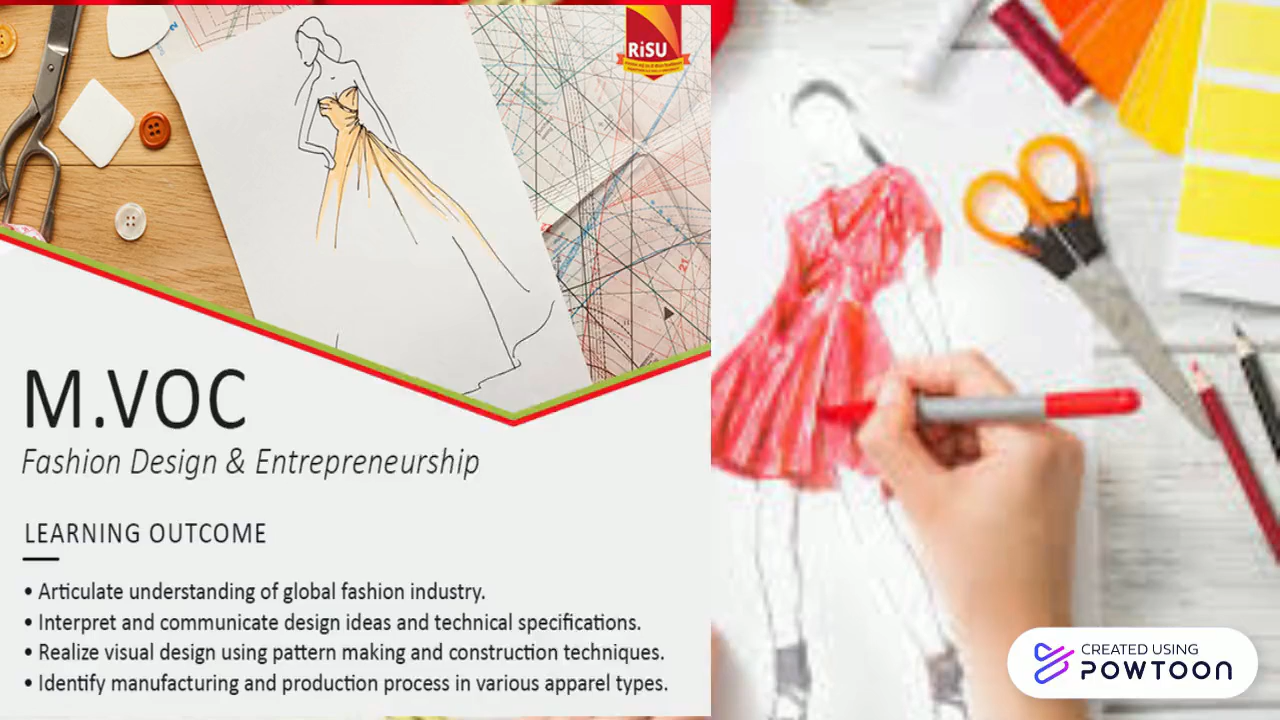 RiSU
M.VOC
Fashion Design & Entrepreneurship
LEARNING OUTCOME
• Articulate understanding of global fashion industry.
• Interpret and communicate design ideas and technical specifications.
• Realize visual design using pattern making and construction techniques.
• Identify manufacturing and production process in various apparel types.
CREATED USING
POWTOON